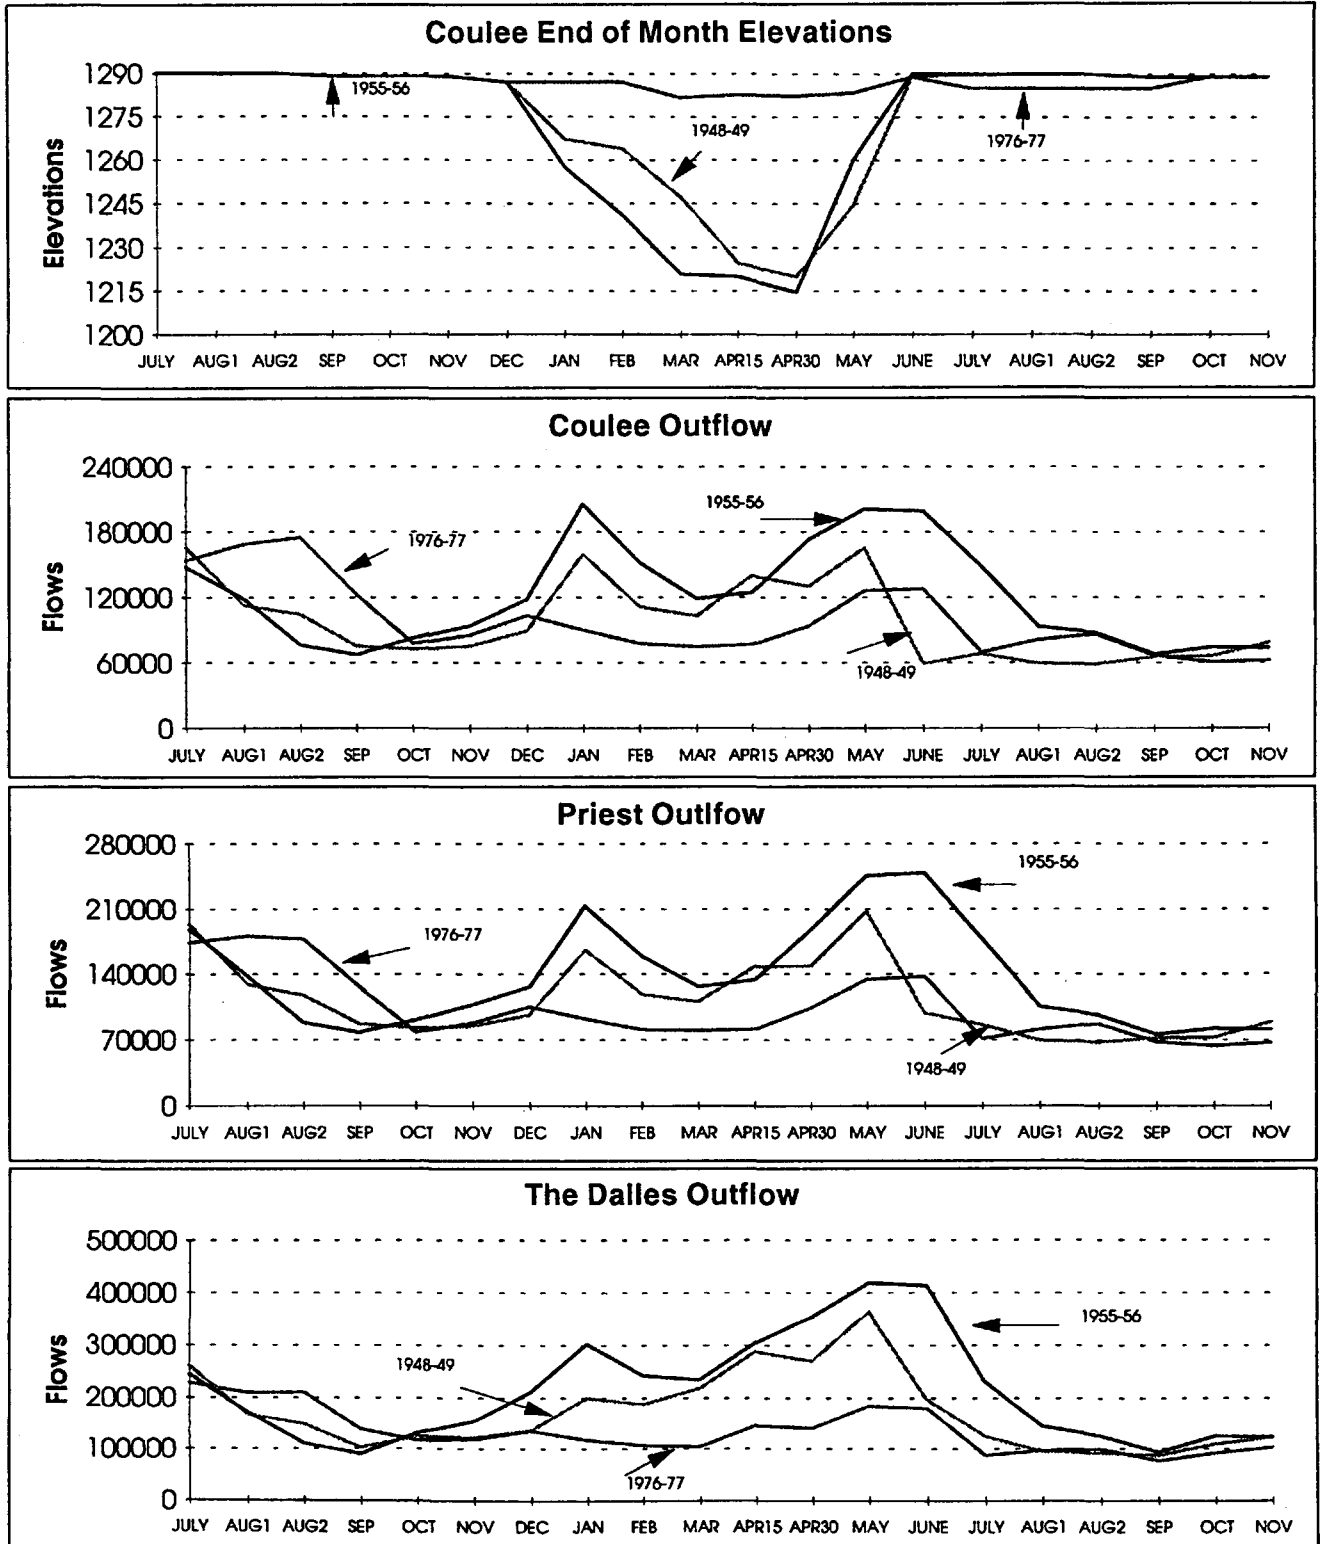 Coulee End of Month Elevations
Elevations
1290
1275
1260
1245
1230
1215
1200
1955-56
1948-49
1976-77
JULY AUG1 AUG2 SEP OCT NOV DEC JAN FEB MAR APR15 APR30 MAY JUNE JULY AUG1 AUG2 SEP OCT NOV
Coulee Outflow
Flows
240000
180000
120000
60000
0
1976-77
1955-56
1948-49
JULY AUG1 AUG2 SEP OCT NOV DEC JAN FEB MAR APR15 APR30 MAY JUNE JULY AUG1 AUG2 SEP OCT NOV
Priest Outlfow
Flows
280000
210000
140000
70000
0
1976-77
1955-56
1948-49
JULY AUG1 AUG2 SEP OCT NOV DEC JAN FEB MAR APR15 APR30 MAY JUNE JULY AUG1 AUG2 SEP OCT NOV
The Dalles Outflow
Flows
500000
400000
300000
200000
100000
0
1948-49
1976-77
1955-56
JULY AUG1 AUG2 SEP OCT NOV DEC JAN FEB MAR APR15 APR30 MAY JUNE JULY AUG1 AUG2 SEP OCT NOV